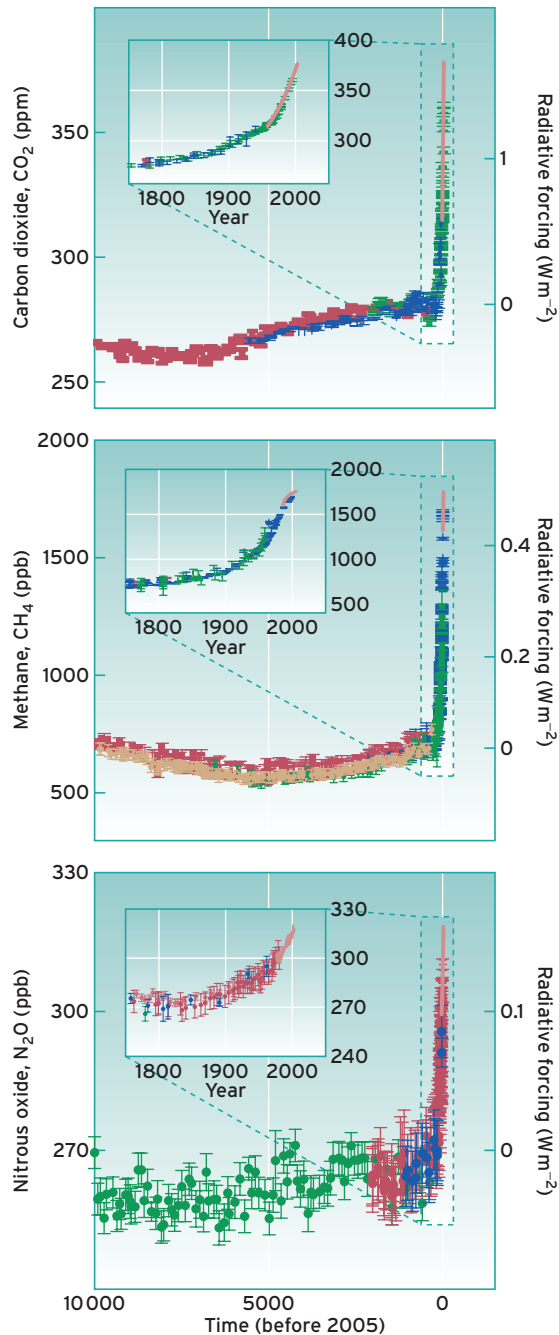 Carbon dioxide, CO2 (ppm)
350
300
250
400
350
300
1800 1900 2000
Year
1
0
Radiative forcing (Wm−2)
Methane, CH4 (ppb)
2000
1500
1000
500
2000
1500
1000
500
1800 1900 2000
Year
0.4
0.2
0
Radiative forcing (Wm−2)
Nitrous oxide, N2O (ppb)
330
300
270
330
300
270
240
1800 1900 2000
Year
0.1
0
Radiative forcing (Wm−2)
10 000 5000 0
Time (before 2005)